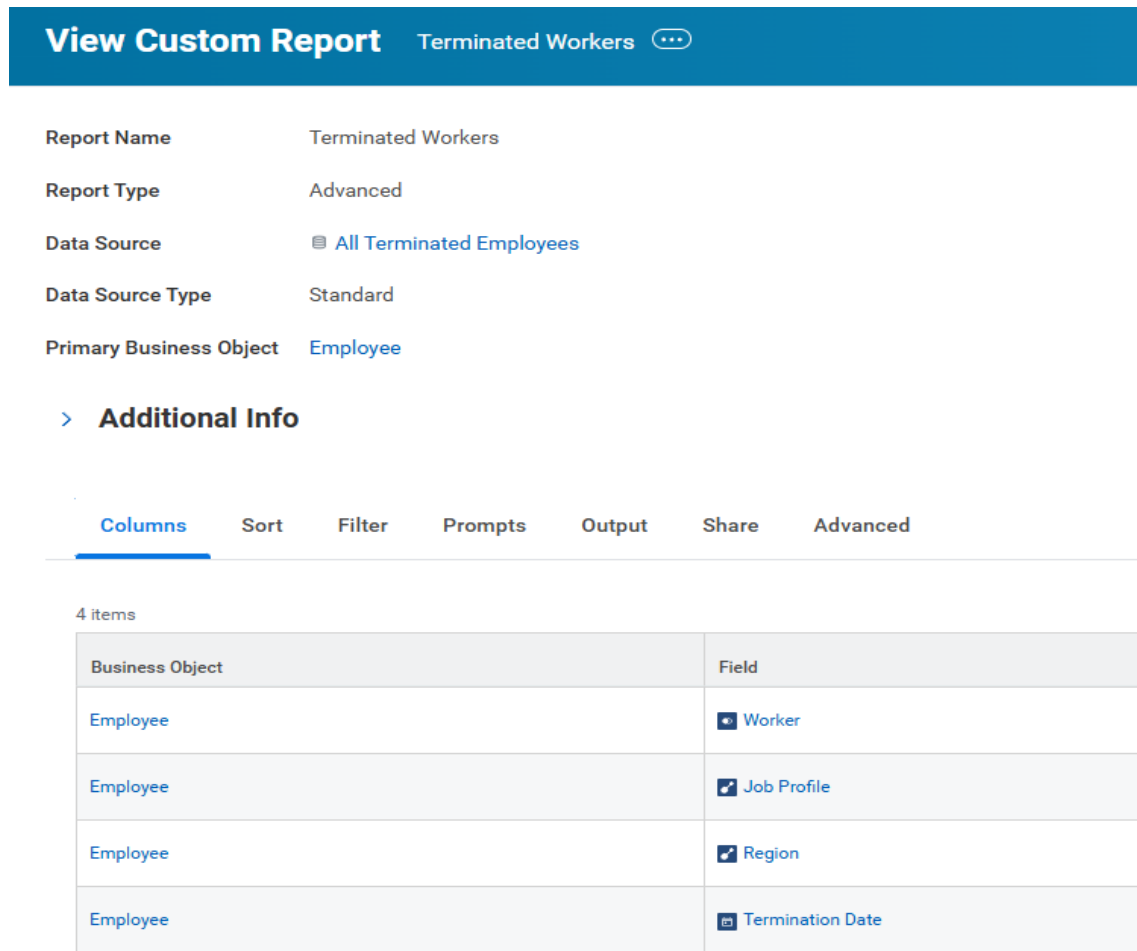 View Custom Report Terminated Workers
Report Name Terminated Workers
Report Type Advanced
Data Source All Terminated Employees
Data Source Type Standard
Primary Business Object Employee
Additional Info
Columns Sort Filter Prompts Output Share Advanced
4 items
Business Object Field
Employee Worker
Employee Job Profile
Employee Region
Employee Termination Date